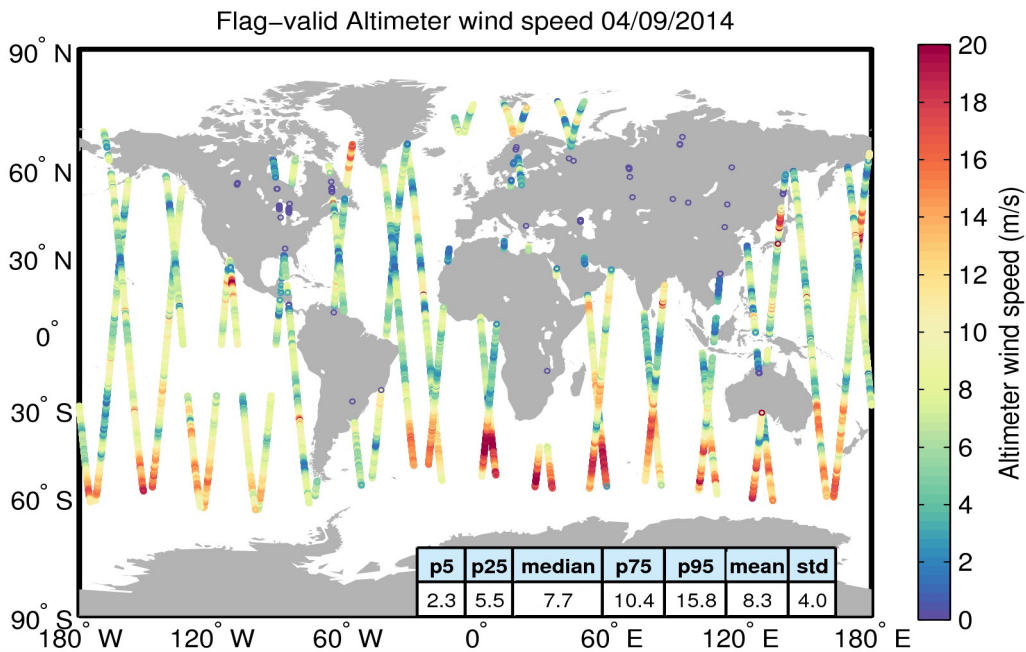 Flag−valid Altimeter wind speed 04/09/2014
90° N
60° N
30° N
0°
30° S
60° S
90° S
180° W
120° W
60° W
0°
60° E
120° E
180° E
p5 p25 median p75 p95 mean std
2.3 5.5 7.7 10.4 15.8 8.3 4.0
20
18
16
14
12
10
8
6
4
2
0
Altimeter wind speed (m/s)